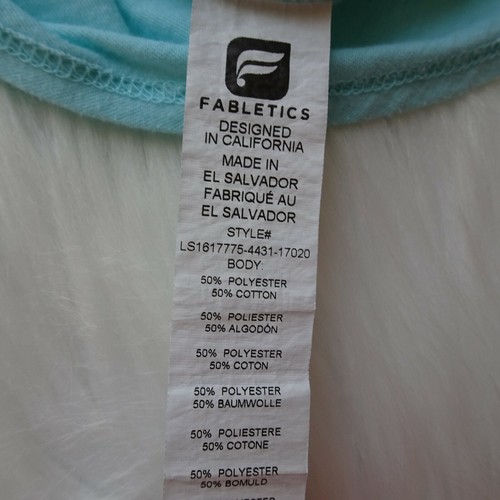 FABLETICS
DESIGNED
IN CALIFORNIA
MADE IN
EL SALVADOR
FABRIQUÉ AU
EL SALVADOR
STYLE#
LS1617775-4431-17020
BODY:
50% POLYESTER
50% COTTON
50% POLIESTER
50% ALGODÓN
50% POLYESTER
50% COTON
50% POLYESTER
50% BAUMWOLLE
50% POLIESTERE
50% COTONE
50% POLYESTER
50% BOMULD